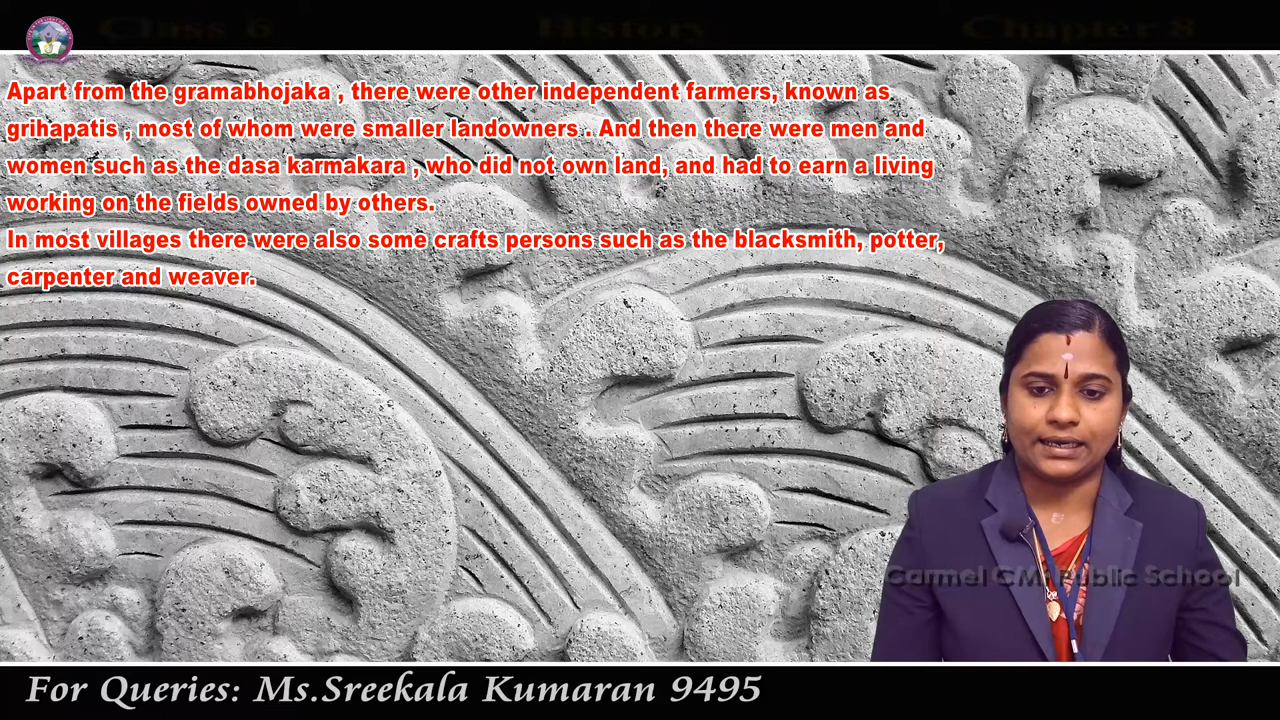 Class 6 History Chapter 8
Apart from the gramabhojaka , there were other independent farmers, known as
grihapatis , most of whom were smaller landowners . And then there were men and
women such as the dasa karmakara , who did not own land, and had to earn a living
working on the fields owned by others.
In most villages there were also some crafts persons such as the blacksmith, potter,
carpenter and weaver.
Carmel CMI Public School
For Queries: Ms.Sreekala Kumaran 9495